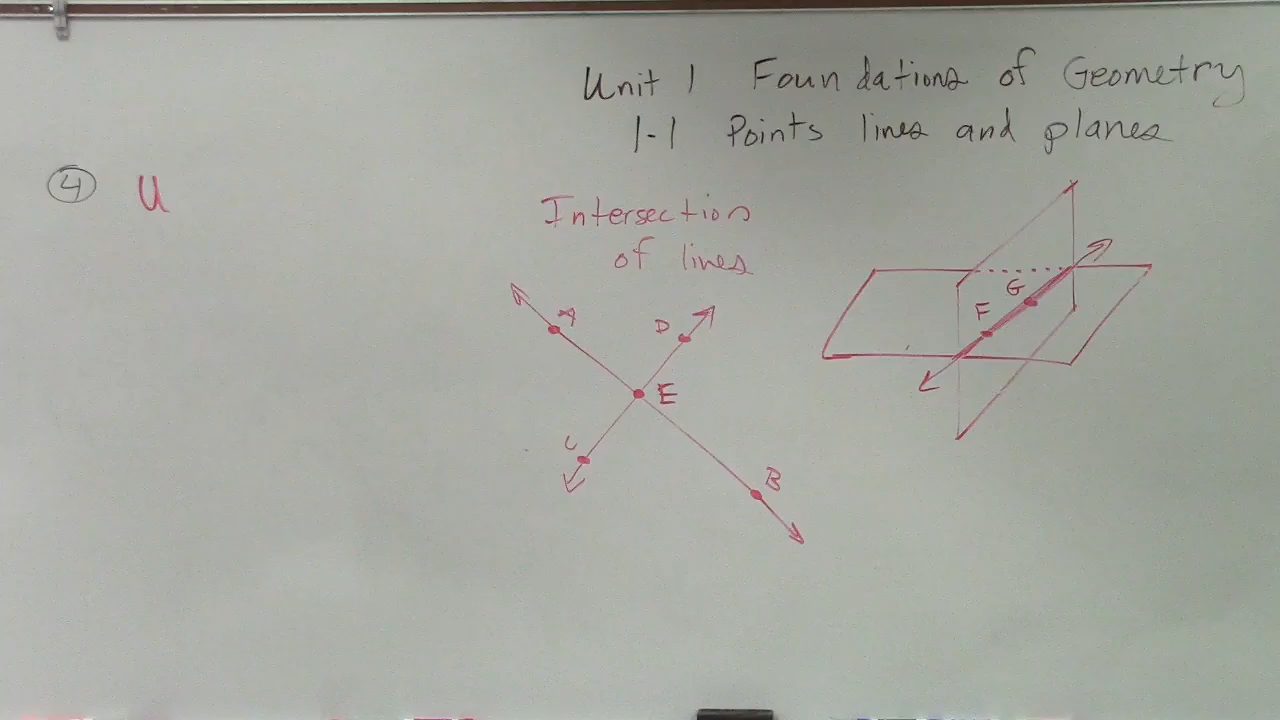 Unit 1 Foundations of Geometry
1-1 Points lines and planes
④ U
Intersection
of lines
A
D
E
C
B
G
F